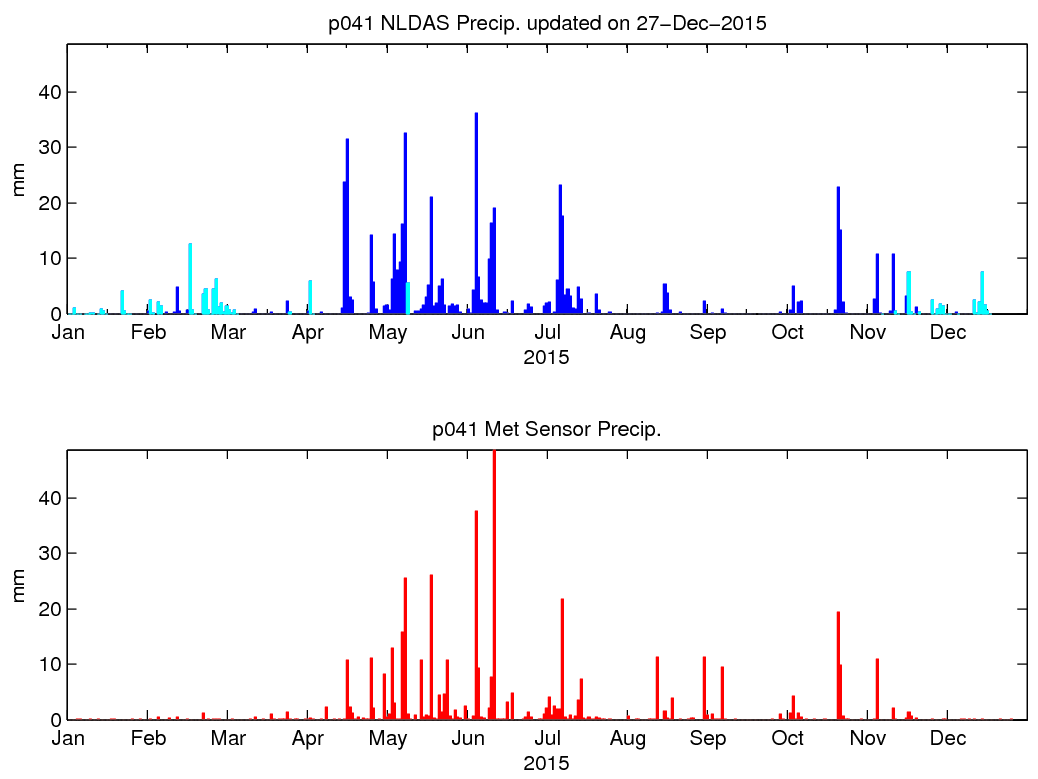 p041 NLDAS Precip. updated on 27−Dec−2015
40
30
20
10
0
mm
Jan Feb Mar Apr May Jun Jul Aug Sep Oct Nov Dec
2015
p041 Met Sensor Precip.
40
30
20
10
0
mm
Jan Feb Mar Apr May Jun Jul Aug Sep Oct Nov Dec
2015